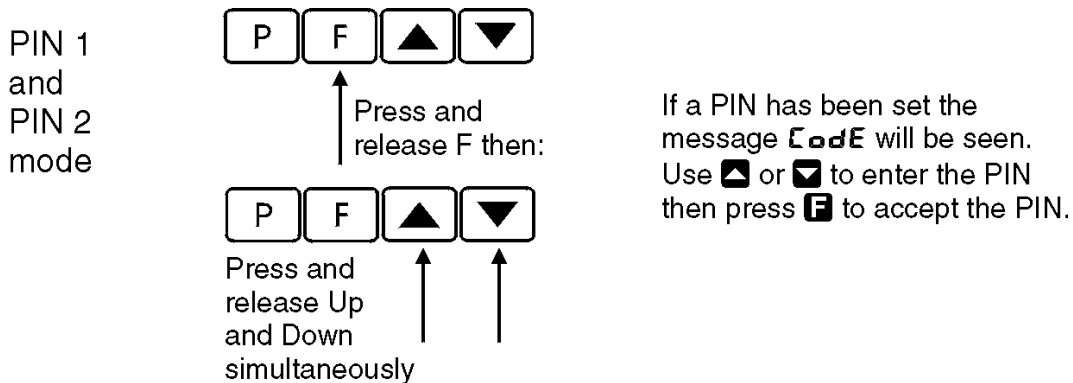 PIN 1
and
PIN 2
mode
P F ▲ ▼
Press and
release F then:
P F ▲ ▼
Press and
release Up
and Down
simultaneously
If a PIN has been set the
message CodE will be seen.
Use ▲ or ▼ to enter the PIN
then press F to accept the PIN.